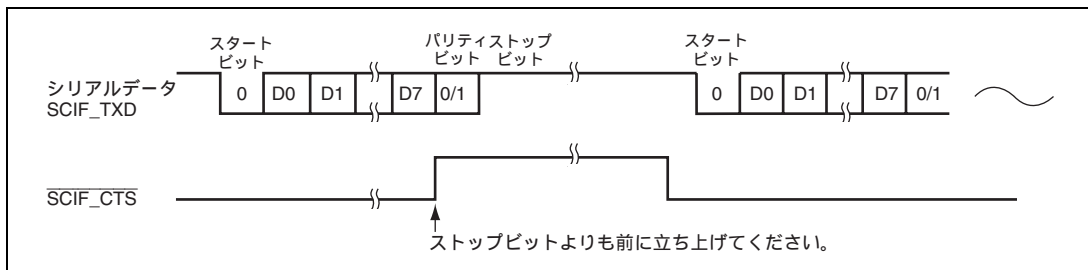 スタート
ビット
パリティ ストップ
ビット ビット
スタート
ビット
シリアルデータ
SCIF_TXD
0 D0 D1 D7 0/1
0 D0 D1 D7 0/1
SCIF_CTS
ストップビットよりも前に立ち上げてください。